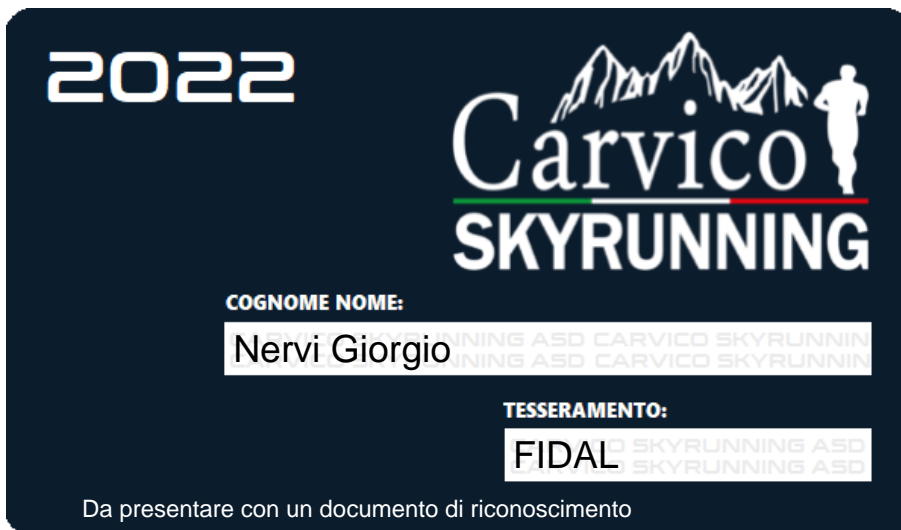 2022
Carvico
SKYRUNNING
COGNOME NOME:
Nervi Giorgio
TESSERAMENTO:
FIDAL
Da presentare con un documento di riconoscimento